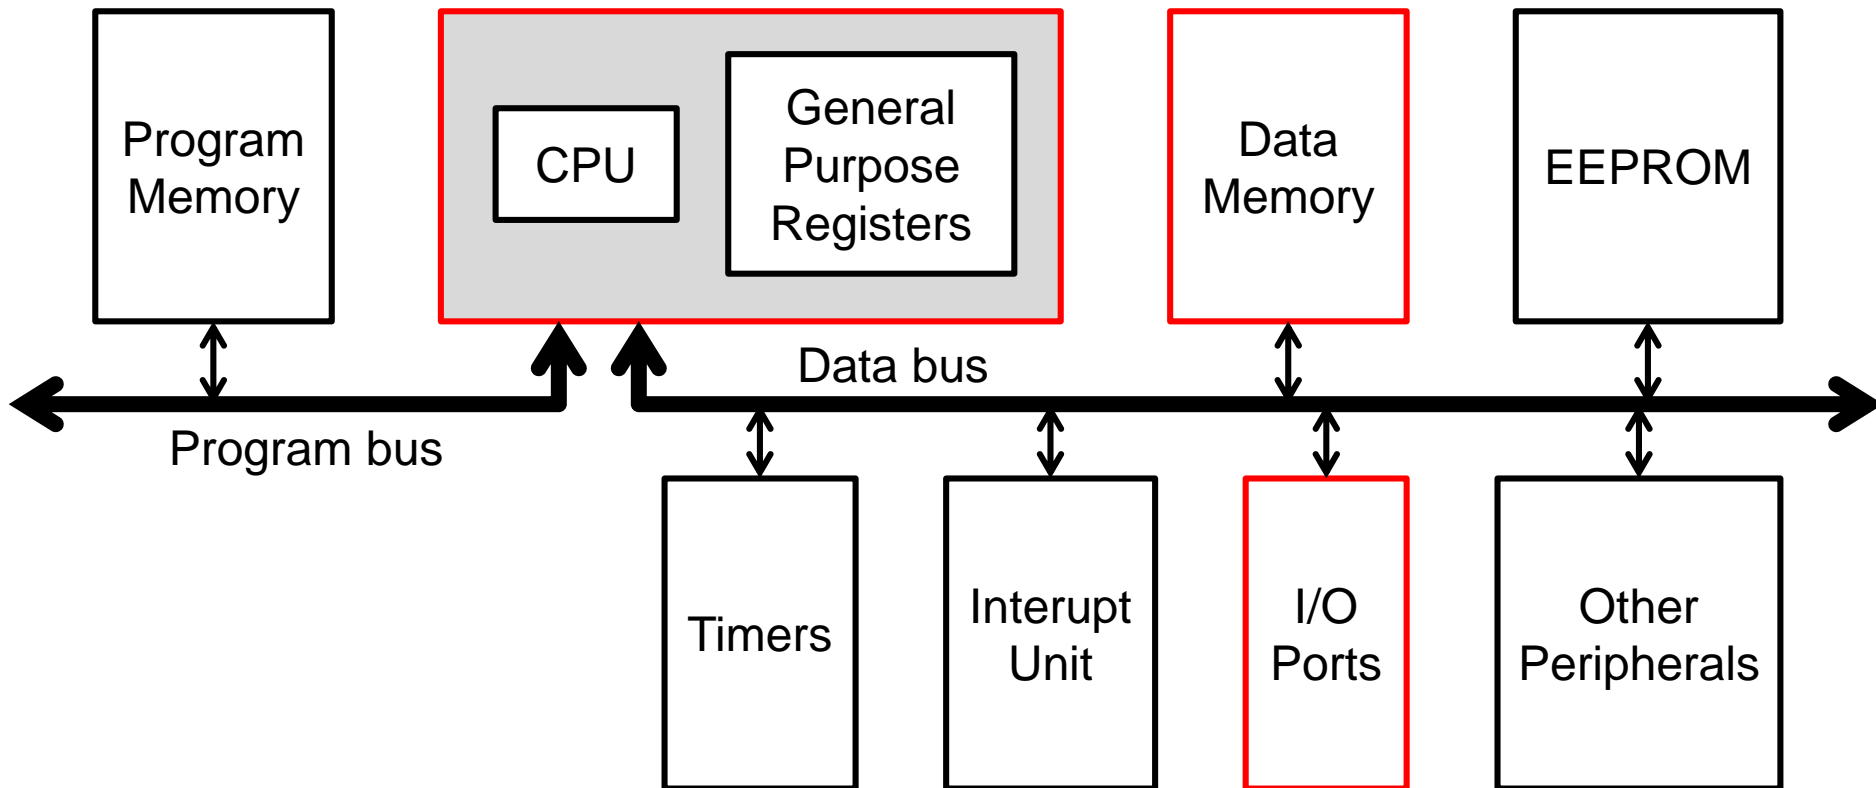 Program
Memory
CPU
General
Purpose
Registers
Data
Memory
EEPROM
Data bus
Program bus
Timers
Interupt
Unit
I/O
Ports
Other
Peripherals